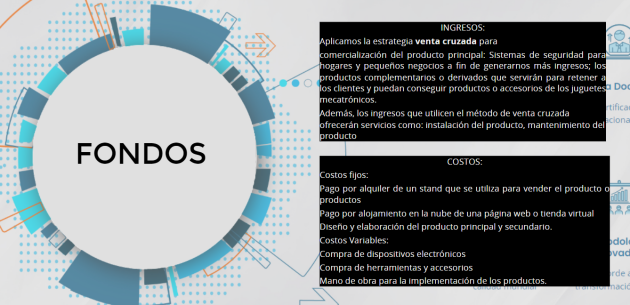 FONDOS
INGRESOS:
Aplicamos la estrategia venta cruzada para
comercialización del producto principal: Sistemas de seguridad para
hogares y pequeños negocios a fin de generarnos más ingresos; los
productos complementarios o derivados que servirán para retener a
los clientes y puedan conseguir productos o accesorios de los juguetes
mecatrónicos.
Además, los ingresos que utilicen el método de venta cruzada
ofrecerán servicios como: instalación del producto, mantenimiento del
producto
COSTOS:
Costos fijos:
Pago por alquiler de un stand que se utiliza para vender el producto o
productos
Pago por alojamiento en la nube de una página web o tienda virtual
Diseño y elaboración del producto principal y secundario.
Costos Variables:
Compra de dispositivos electrónicos
Compra de herramientas y accesorios
Mano de obra para la implementación de los productos.